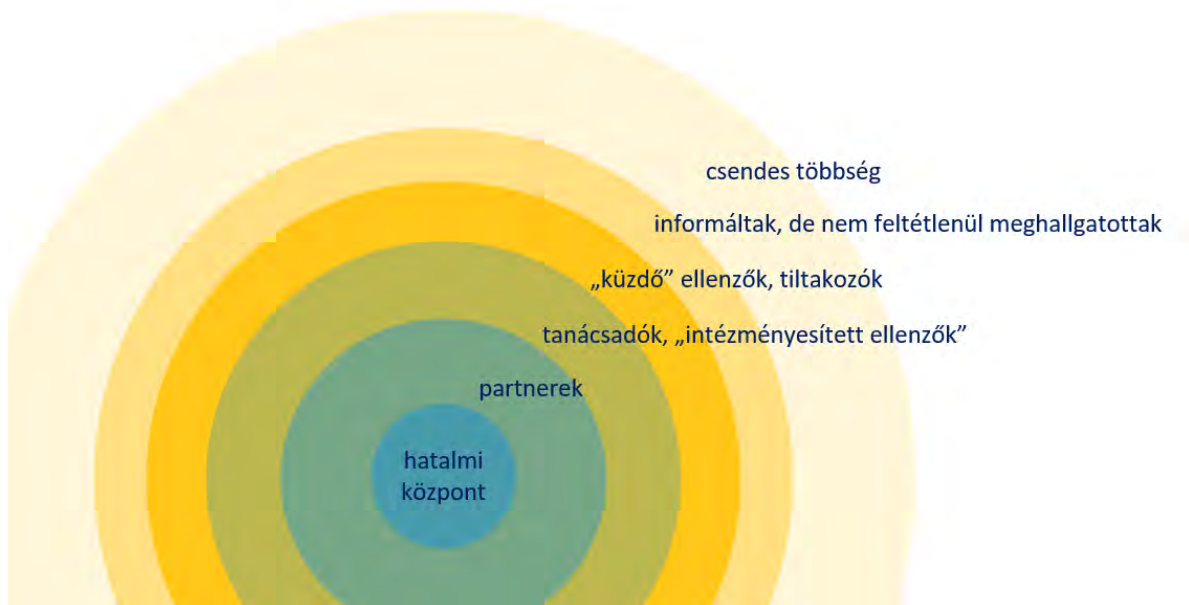 csendes többség
informáltak, de nem feltétlenül meghallgatottak
„küzdő” ellenzők, tiltakozók
tanácsadók, „intézményesített ellenzők”
partnerek
hatalmi
központ